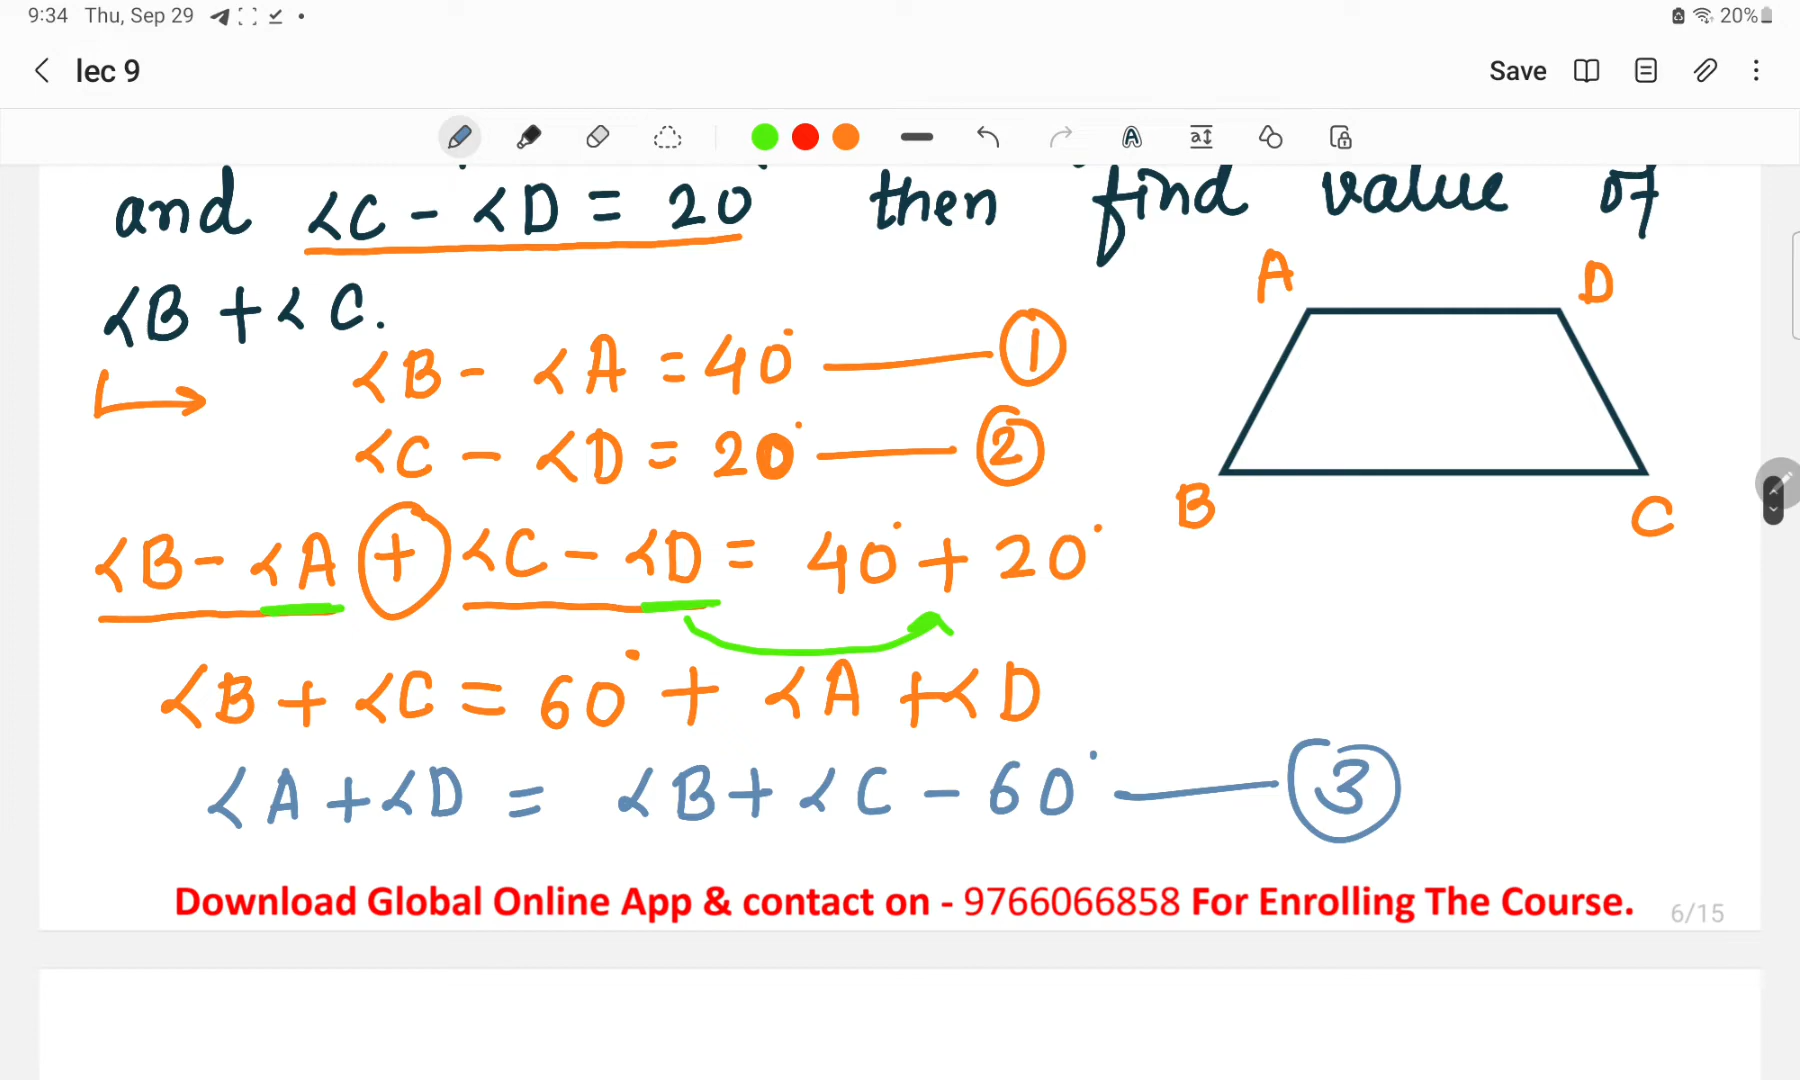 9:34 Thu, Sep 29
20%
lec 9
Save
and ∠C - ∠D = 20° then find value of
∠B + ∠C.
A
D
B
C
∠B - ∠A = 40° ——— ①
∠C - ∠D = 20° ——— ②
∠B - ∠A + ∠C - ∠D = 40° + 20°
∠B + ∠C = 60° + ∠A + ∠D
∠A + ∠D = ∠B + ∠C - 60° ——— ③
Download Global Online App & contact on - 9766066858 For Enrolling The Course.
6/15